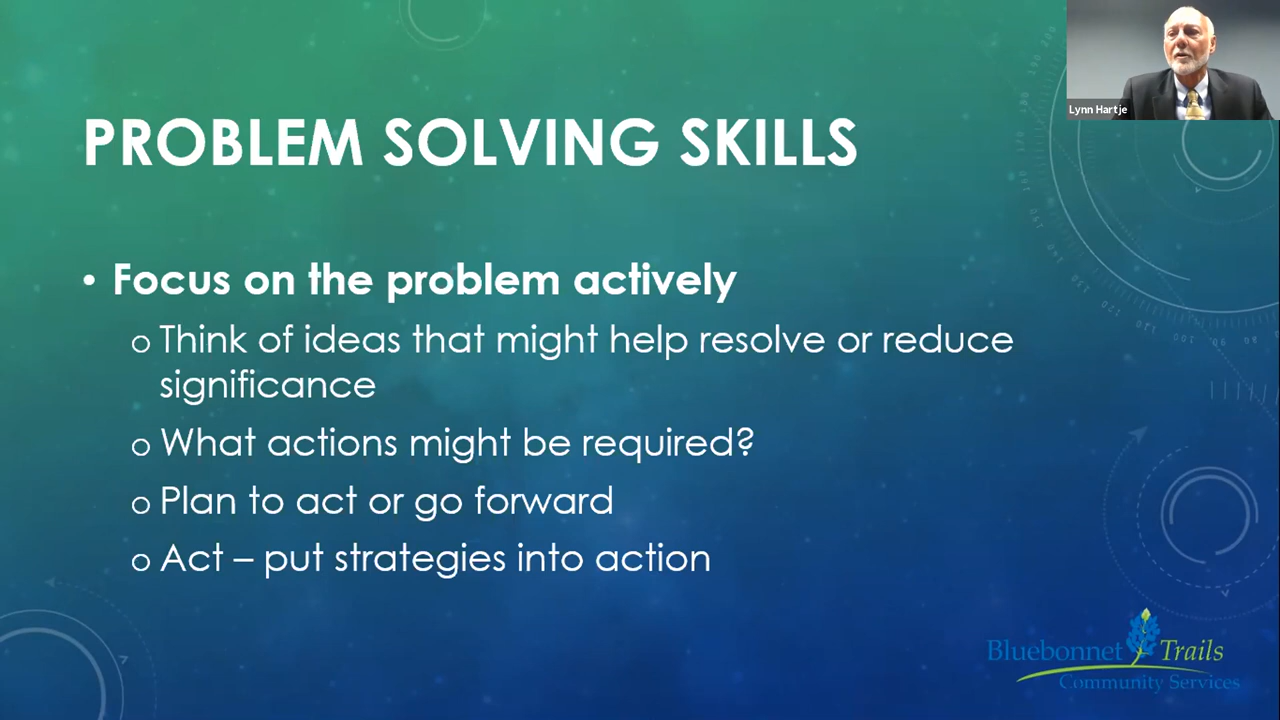 Lynn Hartje
PROBLEM SOLVING SKILLS
• Focus on the problem actively
o Think of ideas that might help resolve or reduce
significance
o What actions might be required?
o Plan to act or go forward
o Act – put strategies into action
Bluebonnet Trails
Community Services